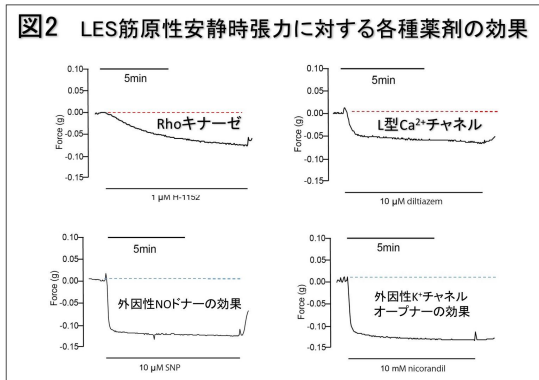 図2 LES筋原性安静時張力に対する各種薬剤の効果
0.10
0.05
0.00
-0.05
-0.10
-0.15
Force (g)
5min
Rhoキナーゼ
1 μM H-1152
0.10
0.05
0.00
-0.05
-0.10
-0.15
Force (g)
5min
L型Ca²⁺チャネル
10 μM diltiazem
0.10
0.05
0.00
-0.05
-0.10
-0.15
Force (g)
5min
外因性NOドナーの効果
10 μM SNP
0.10
0.05
0.00
-0.05
-0.10
-0.15
Force (g)
5min
外因性K⁺チャネル
オープナーの効果
10 mM nicorandil